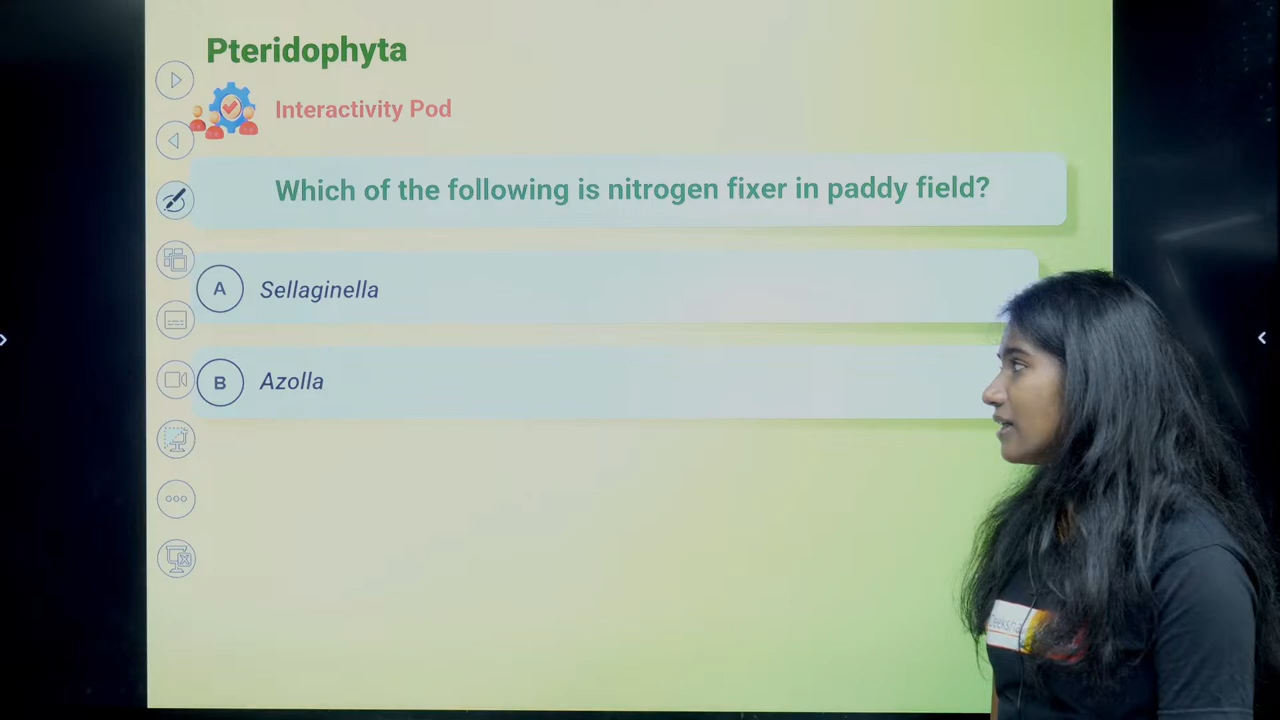 Pteridophyta
Interactivity Pod
Which of the following is nitrogen fixer in paddy field?
A Sellaginella
B Azolla